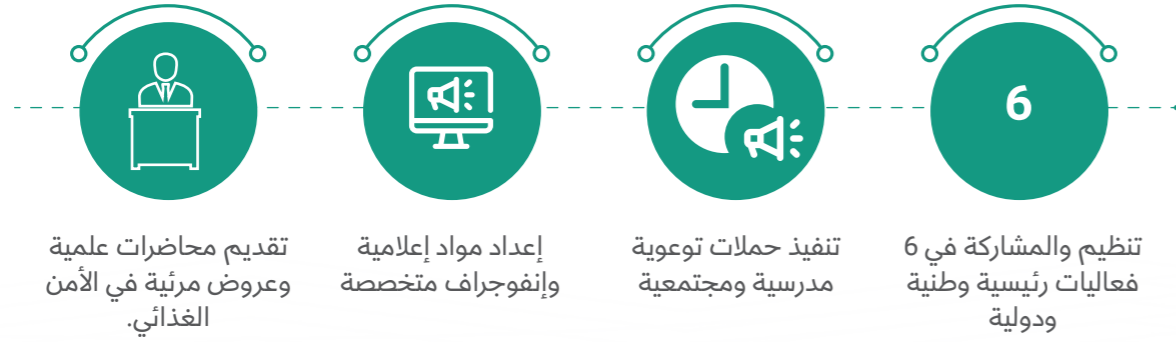 6
تنظيم والمشاركة في 6
فعاليات رئيسية وطنية
ودولية
تنفيذ حملات توعوية
مدرسية ومجتمعية
إعداد مواد إعلامية
وإنفوجراف متخصصة
تقديم محاضرات علمية
وعروض مرئية في الأمن
الغذائي.